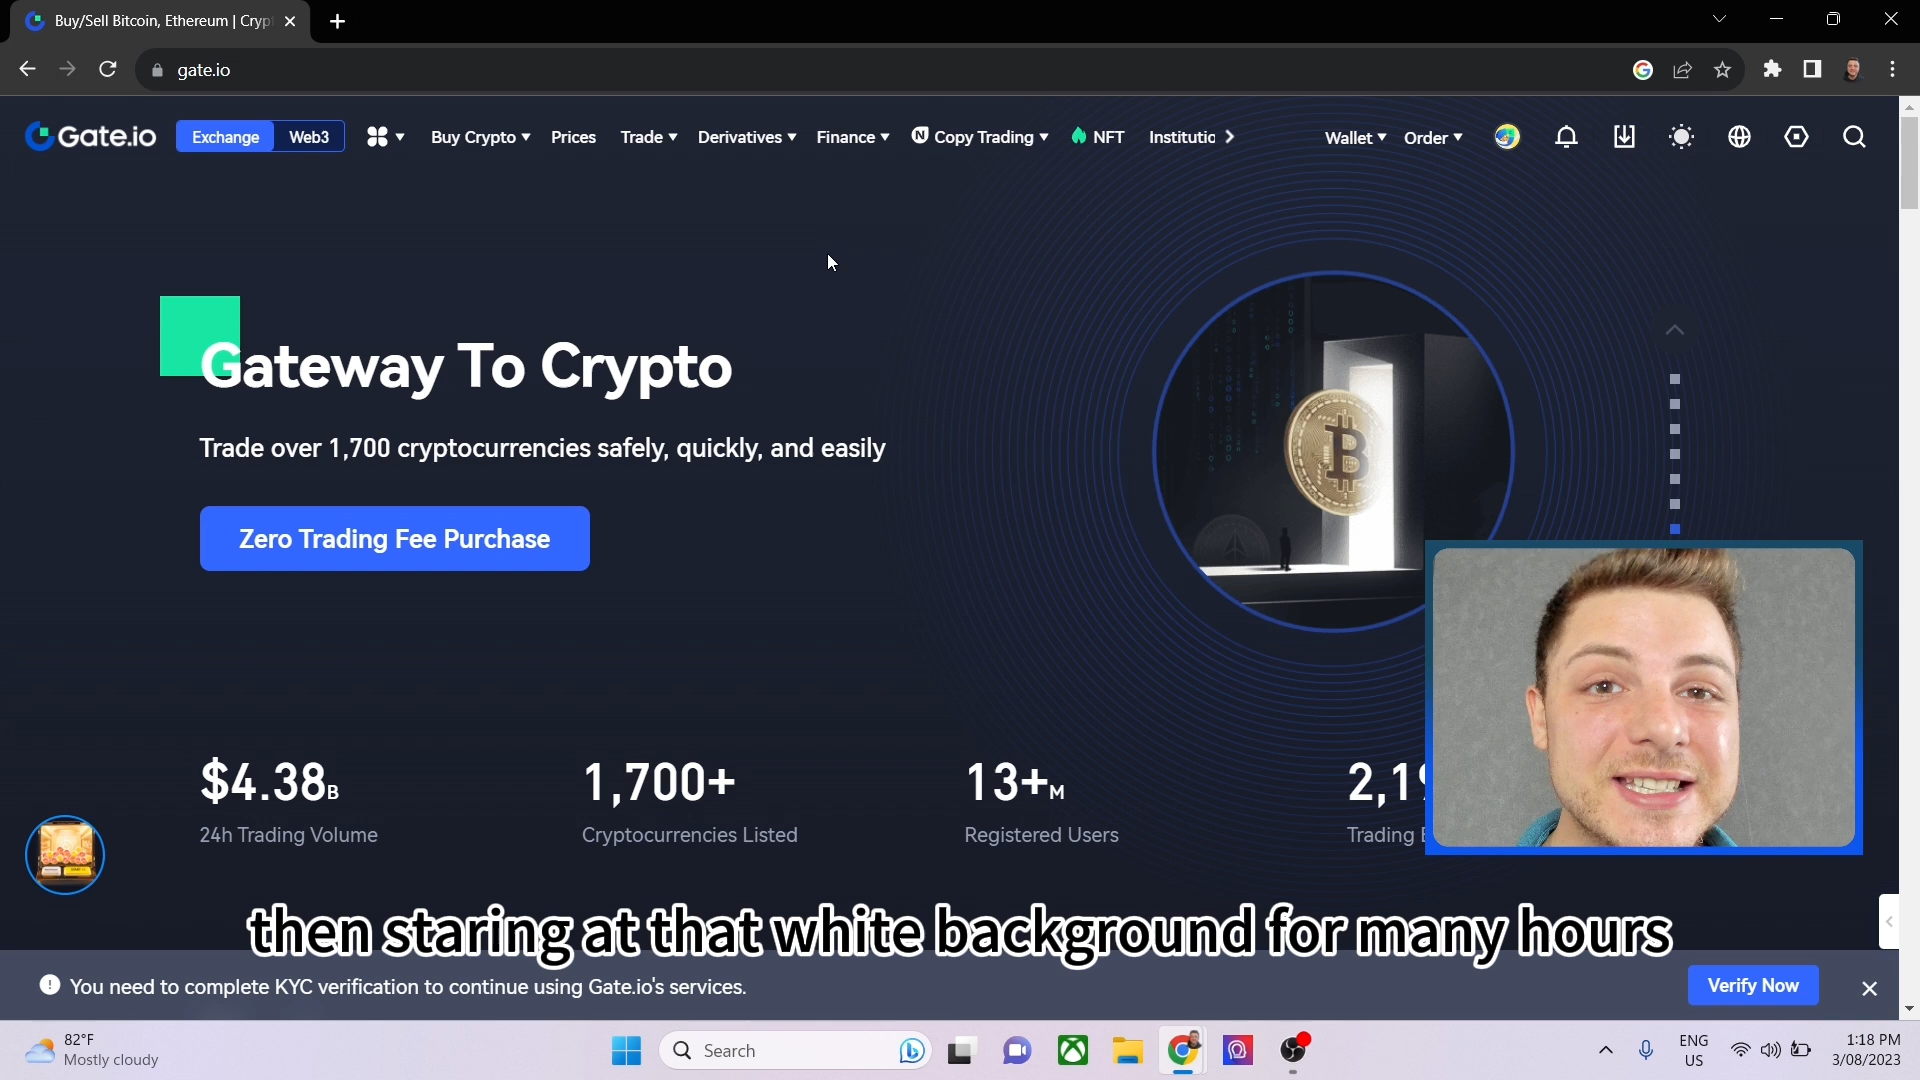 Buy/Sell Bitcoin, Ethereum | Cryp
gate.io
Gate.io Exchange Web3 Buy Crypto Prices Trade Derivatives Finance Copy Trading NFT Institutio Wallet Order
Gateway To Crypto
Trade over 1,700 cryptocurrencies safely, quickly, and easily
Zero Trading Fee Purchase
$4.38B 1,700+ 13+M 2,19
24h Trading Volume Cryptocurrencies Listed Registered Users Trading
then staring at that white background for many hours
You need to complete KYC verification to continue using Gate.io's services. Verify Now
82°F
Mostly cloudy
Search
ENG
US
1:18 PM
3/08/2023